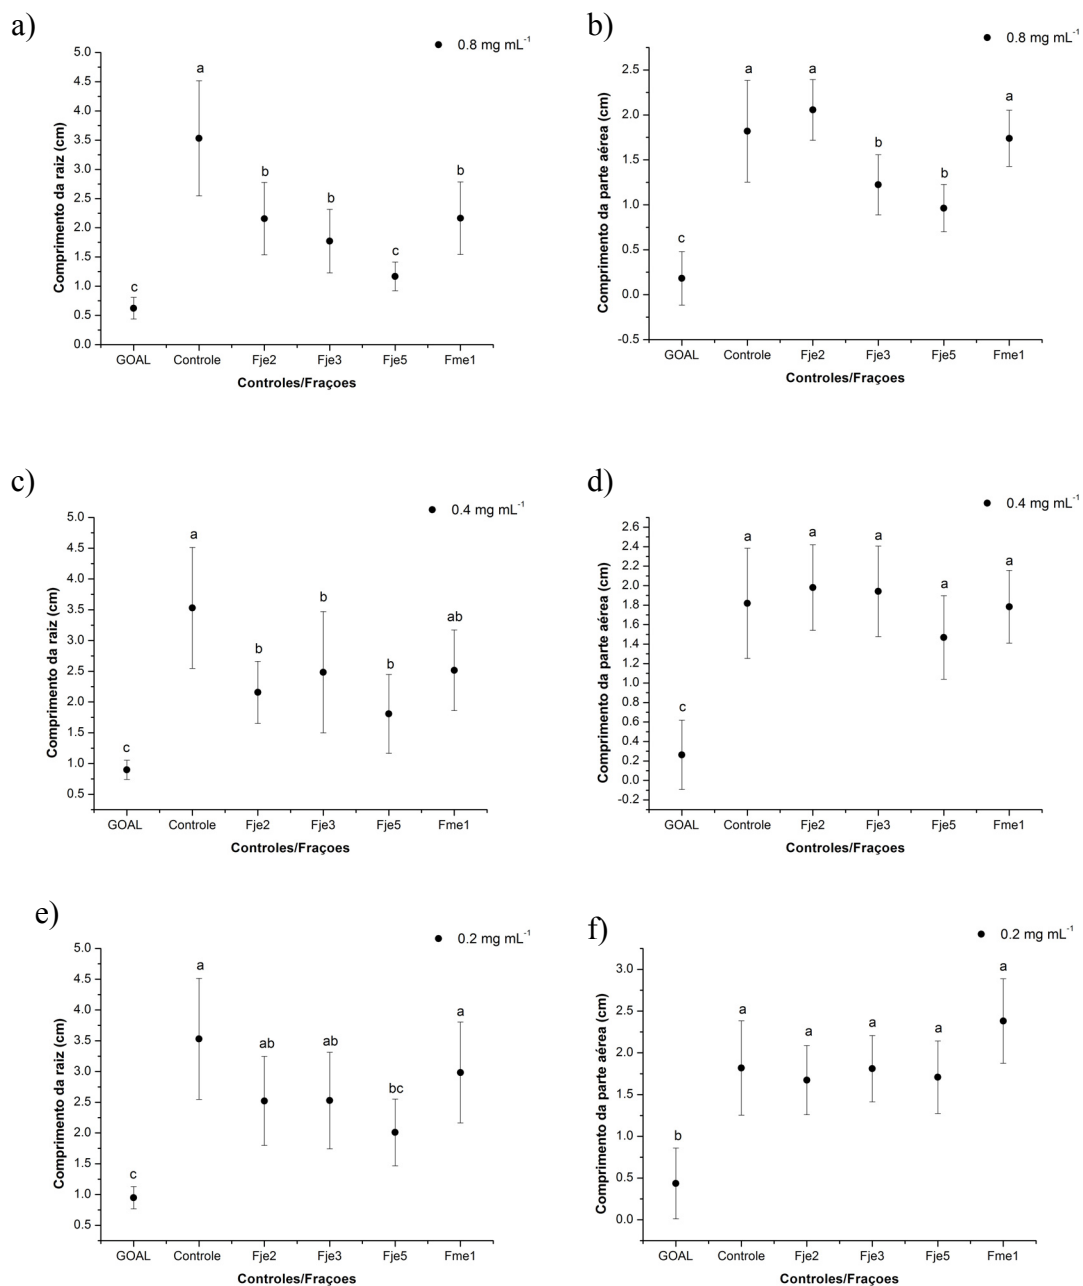 a)
0.8 mg mL⁻¹
5.0
4.5
4.0
3.5
3.0
2.5
2.0
1.5
1.0
0.5
0.0
Comprimento da raiz (cm)
a
b
b
b
c
c
GOAL Controle Fje2 Fje3 Fje5 Fme1
Controles/Fraçoes
b)
0.8 mg mL⁻¹
2.5
2.0
1.5
1.0
0.5
0.0
-0.5
Comprimento da parte aérea (cm)
a
a
a
b
b
c
GOAL Controle Fje2 Fje3 Fje5 Fme1
Controles/Fraçoes
c)
0.4 mg mL⁻¹
5.0
4.5
4.0
3.5
3.0
2.5
2.0
1.5
1.0
0.5
Comprimento da raiz (cm)
a
b
ab
b
b
c
GOAL Controle Fje2 Fje3 Fje5 Fme1
Controles/Fraçoes
d)
0.4 mg mL⁻¹
2.6
2.4
2.2
2.0
1.8
1.6
1.4
1.2
1.0
0.8
0.6
0.4
0.2
0.0
-0.2
Comprimento da parte aérea (cm)
a
a
a
a
a
c
GOAL Controle Fje2 Fje3 Fje5 Fme1
Controles/Fraçoes
e)
0.2 mg mL⁻¹
5.0
4.5
4.0
3.5
3.0
2.5
2.0
1.5
1.0
0.5
Comprimento da raiz (cm)
a
a
ab
ab
bc
c
GOAL Controle Fje2 Fje3 Fje5 Fme1
Controles/Fraçoes
f)
0.2 mg mL⁻¹
3.0
2.5
2.0
1.5
1.0
0.5
0.0
Comprimento da parte aérea (cm)
a
a
a
a
a
b
GOAL Controle Fje2 Fje3 Fje5 Fme1
Controles/Fraçoes